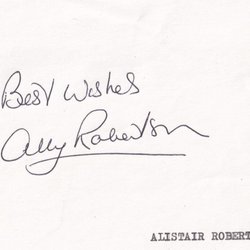 Best Wishes
Ally Robertson
ALISTAIR ROBERT